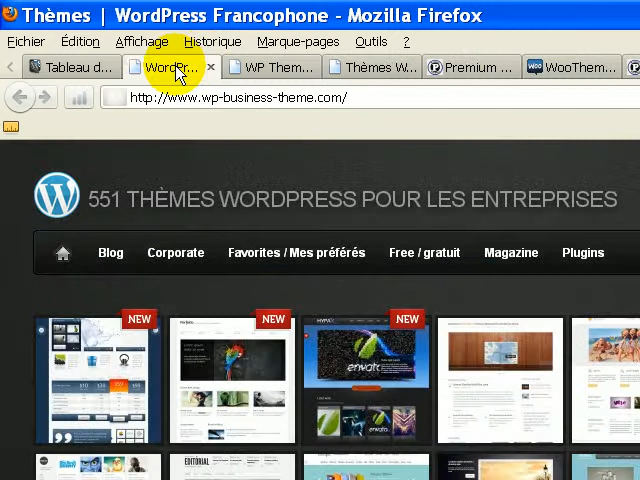 Thèmes | WordPress Francophone - Mozilla Firefox
Fichier Édition Affichage Historique Marque-pages Outils ?
Tableau d... WordPr... WP Them... Thèmes W... Premium ... WooThem...
http://www.wp-business-theme.com/
551 THÈMES WORDPRESS POUR LES ENTREPRISES
Blog Corporate Favorites / Mes préférés Free / gratuit Magazine Plugins
NEW NEW NEW
envato
EDITORIAL